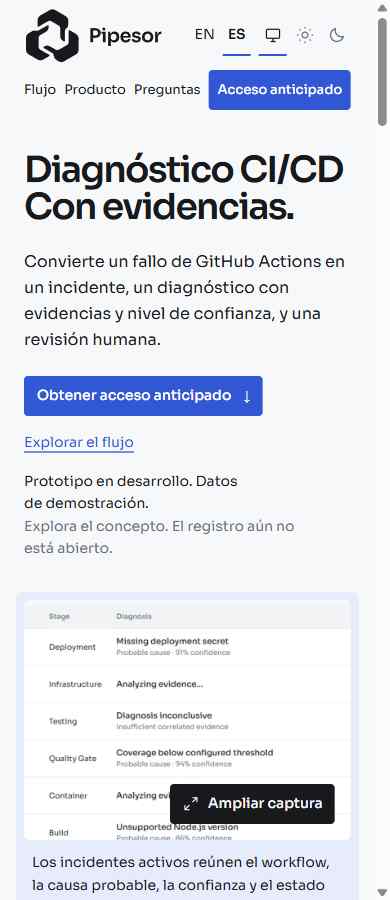 Pipesor
EN ES
Flujo Producto Preguntas Acceso anticipado
Diagnóstico CI/CD
Con evidencias.
Convierte un fallo de GitHub Actions en
un incidente, un diagnóstico con
evidencias y nivel de confianza, y una
revisión humana.
Obtener acceso anticipado ↓
Explorar el flujo
Prototipo en desarrollo. Datos
de demostración.
Explora el concepto. El registro aún no
está abierto.
Stage Diagnosis
Deployment Missing deployment secret
Probable cause · 91% confidence
Infrastructure Analyzing evidence...
Testing Diagnosis inconclusive
Insufficient correlated evidence
Quality Gate Coverage below configured threshold
Probable cause · 94% confidence
Container Analyzing
Ampliar captura
Build Unsupported Node.js version
Probable cause · 86% confidence
Los incidentes activos reúnen el workflow,
la causa probable, la confianza y el estado